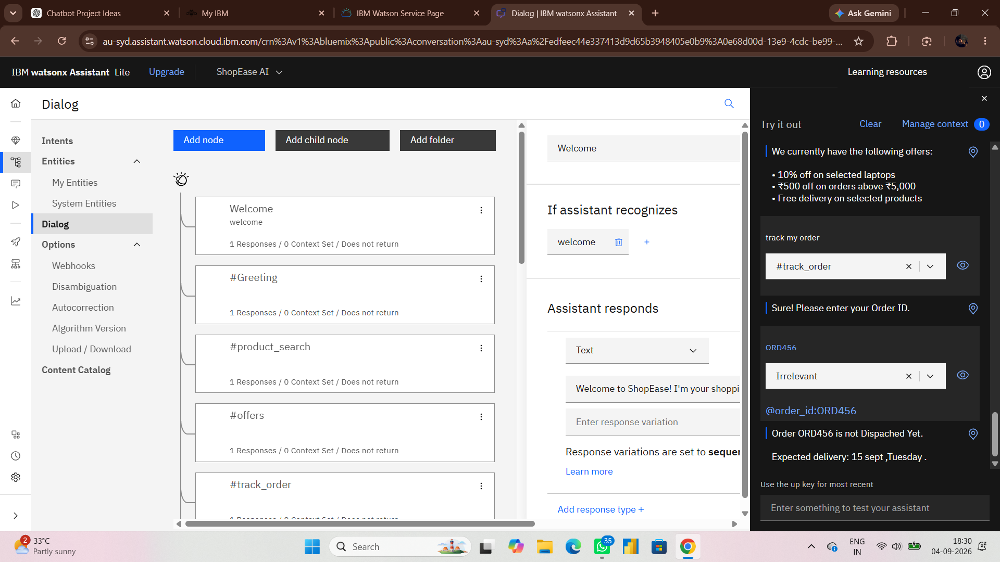 Chatbot Project Ideas
My IBM
IBM Watson Service Page
Dialog | IBM watsonx Assistant
Ask Gemini
au-syd.assistant.watson.cloud.ibm.com/crn%3Av1%3Abluemix%3Apublic%3Aconversation%3Aau-syd%3Aa%2Fedfeec44e337413d9d65b3948405e0b9%3A0e68d00d-13e9-4cdc-be99-...
IBM watsonx Assistant Lite
Upgrade
ShopEase AI
Learning resources
Dialog
Intents
Entities
My Entities
System Entities
Dialog
Options
Webhooks
Disambiguation
Autocorrection
Algorithm Version
Upload / Download
Content Catalog
Add node
Add child node
Add folder
Welcome
welcome
1 Responses / 0 Context Set / Does not return
#Greeting
1 Responses / 0 Context Set / Does not return
#product_search
1 Responses / 0 Context Set / Does not return
#offers
1 Responses / 0 Context Set / Does not return
#track_order
1 Responses / 0 Context Set / Does not return
Welcome
If assistant recognizes
welcome
Assistant responds
Text
Welcome to ShopEase! I'm your shoppi
Enter response variation
Response variations are set to sequer
Learn more
Add response type +
Try it out
Clear
Manage context 0
We currently have the following offers:
• 10% off on selected laptops
• ₹500 off on orders above ₹5,000
• Free delivery on selected products
track my order
#track_order
Sure! Please enter your Order ID.
ORD456
Irrelevant
@order_id:ORD456
Order ORD456 is not Dispached Yet.
Expected delivery: 15 sept ,Tuesday .
Use the up key for most recent
Enter something to test your assistant
2
33°C
Partly sunny
Search
35
ENG
IN
18:30
04-09-2026